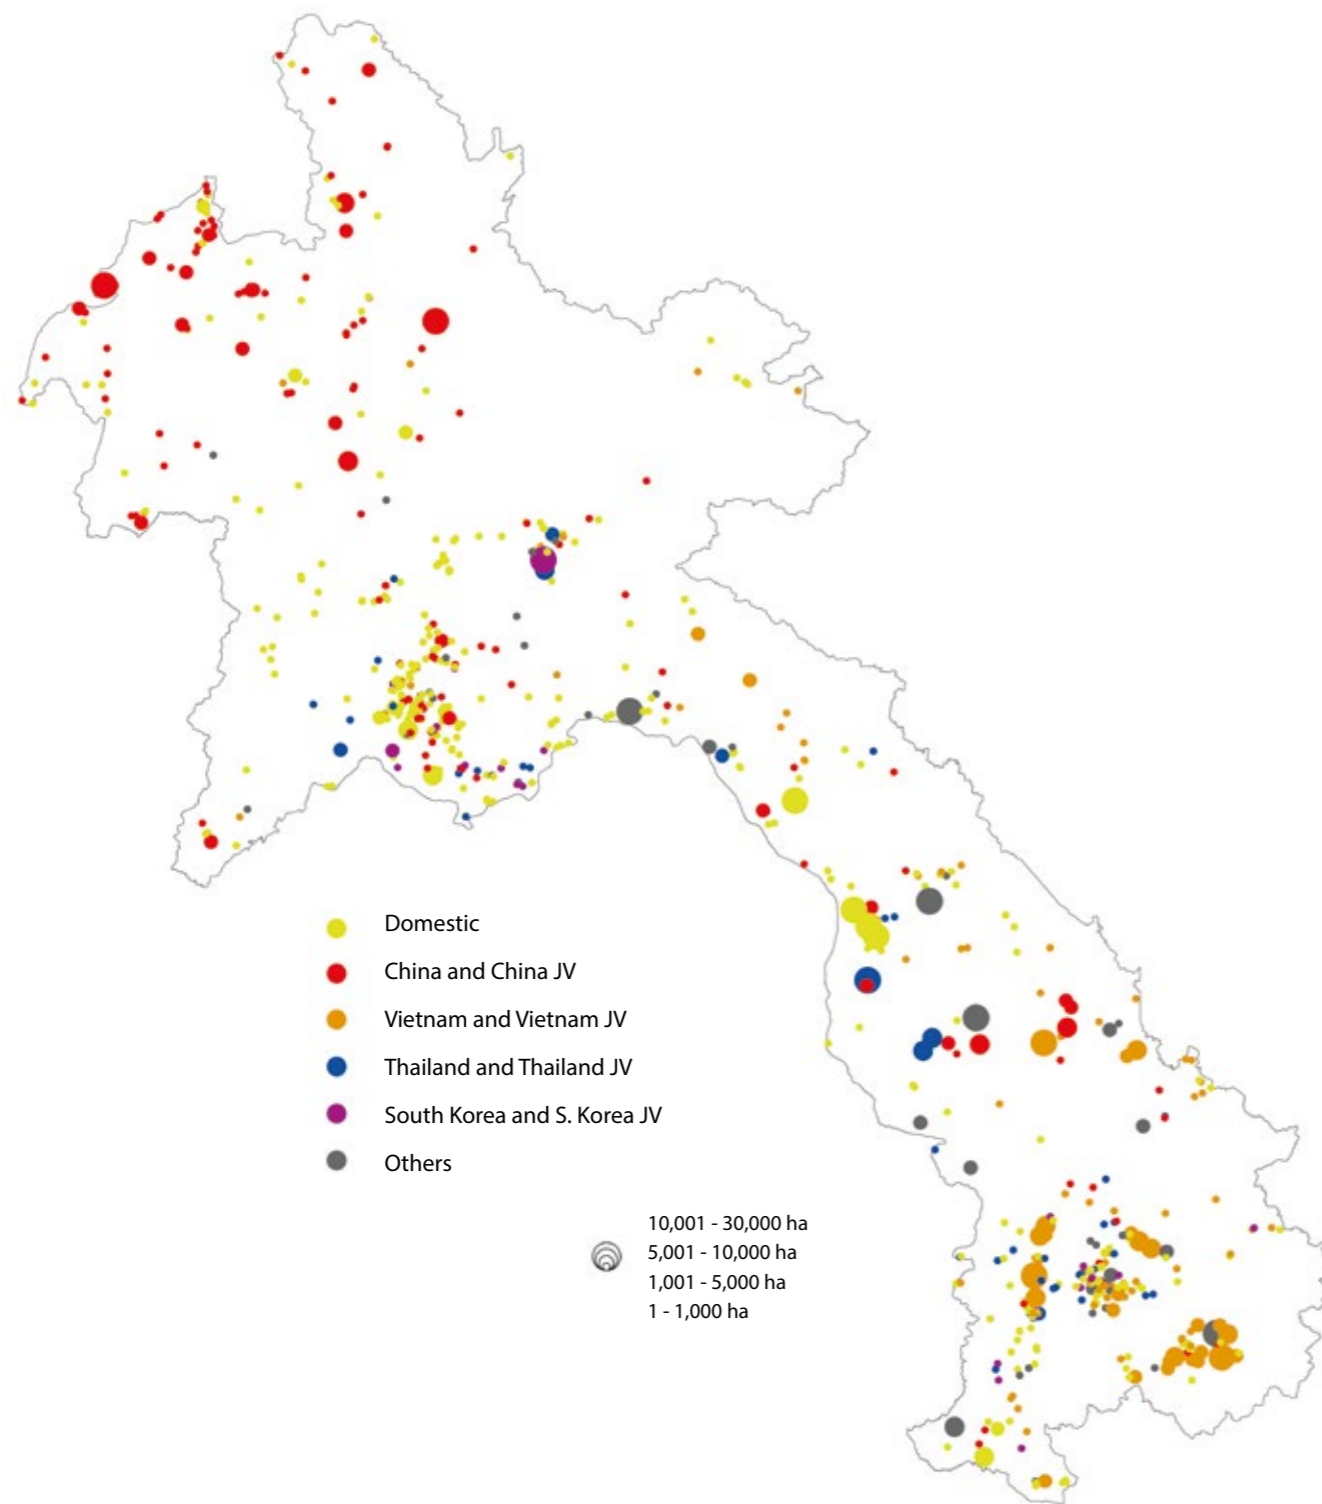 Domestic
China and China JV
Vietnam and Vietnam JV
Thailand and Thailand JV
South Korea and S. Korea JV
Others
10,001 - 30,000 ha
5,001 - 10,000 ha
1,001 - 5,000 ha
1 - 1,000 ha